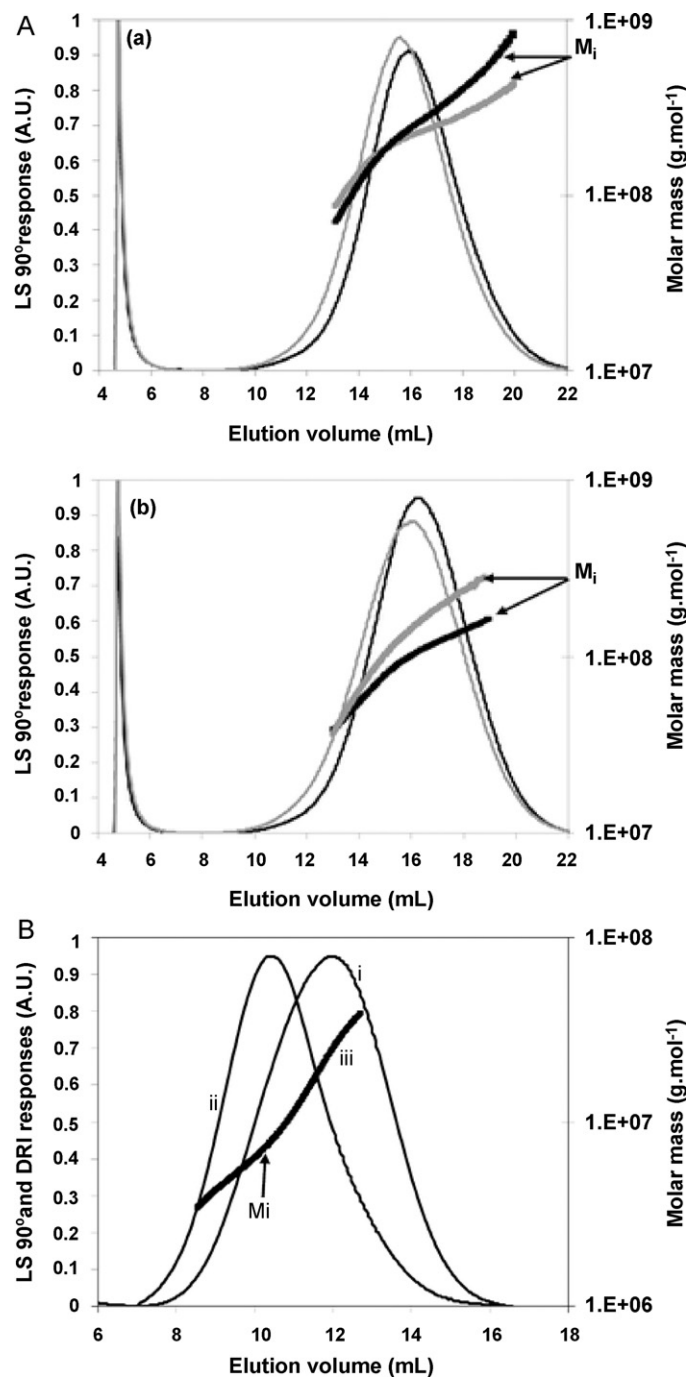 A
(a)
LS 90°response (A.U.)
1
0.9
0.8
0.7
0.6
0.5
0.4
0.3
0.2
0.1
0
4 6 8 10 12 14 16 18 20 22
Elution volume (mL)
1.E+09
1.E+08
1.E+07
Molar mass (g.mol-1)
Mi
(b)
LS 90°response (A.U.)
1
0.9
0.8
0.7
0.6
0.5
0.4
0.3
0.2
0.1
0
4 6 8 10 12 14 16 18 20 22
Elution volume (mL)
1.E+09
1.E+08
1.E+07
Molar mass (g.mol-1)
Mi
B
LS 90°and DRI responses (A.U.)
1
0.9
0.8
0.7
0.6
0.5
0.4
0.3
0.2
0.1
0
6 8 10 12 14 16 18
Elution volume (mL)
1.E+08
1.E+07
1.E+06
Molar mass (g.mol-1)
i
ii
iii
Mi